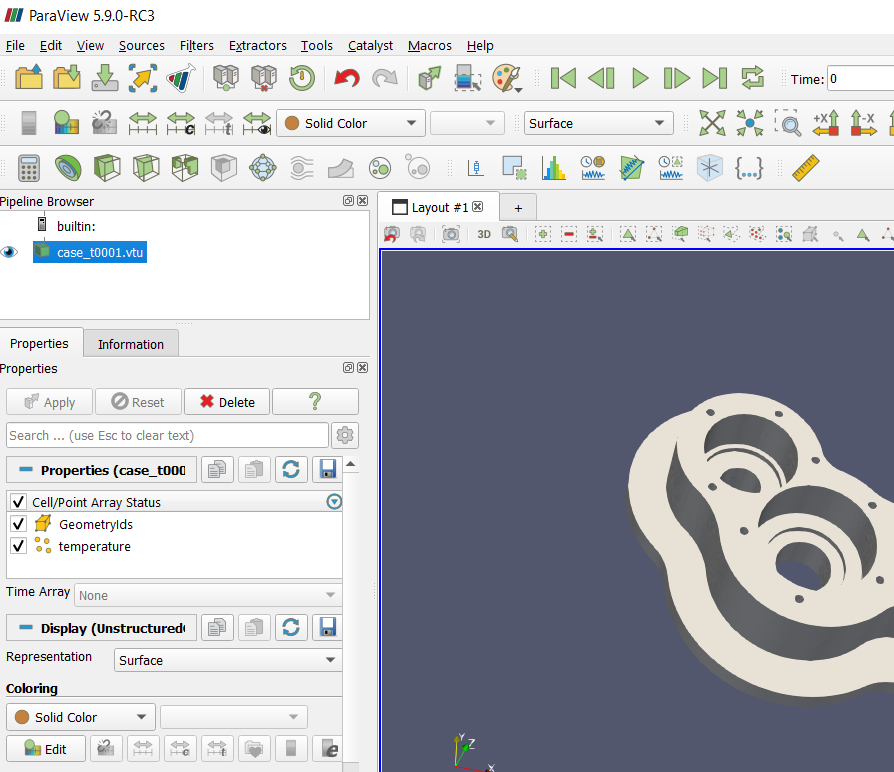 ParaView 5.9.0-RC3
File Edit View Sources Filters Extractors Tools Catalyst Macros Help
Time: 0
Solid Color Surface +X -X
Pipeline Browser
Layout #1 +
builtin:
3D
case_t0001.vtu
Properties Information
Properties
Apply Reset Delete ?
Search ... (use Esc to clear text)
Properties (case_t000
Cell/Point Array Status
GeometryIds
temperature
Time Array None
Display (Unstructured
Representation Surface
Coloring
Solid Color
Edit c t e
Y
Z
X